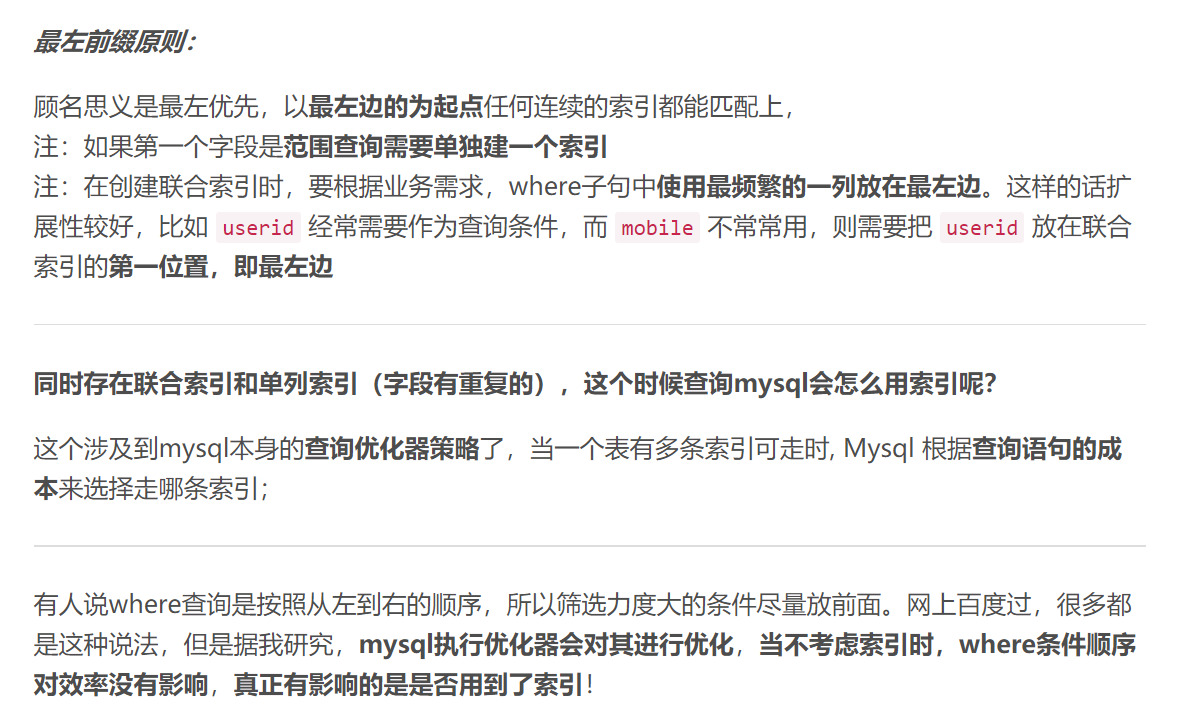 最左前缀原则：
顾名思义是最左优先，以最左边的为起点任何连续的索引都能匹配上，
注：如果第一个字段是范围查询需要单独建一个索引
注：在创建联合索引时，要根据业务需求，where子句中使用最频繁的一列放在最左边。这样的话扩
展性较好，比如 userid 经常需要作为查询条件，而 mobile 不常常用，则需要把 userid 放在联合
索引的第一位置，即最左边
同时存在联合索引和单列索引（字段有重复的），这个时候查询mysql会怎么用索引呢？
这个涉及到mysql本身的查询优化器策略了，当一个表有多条索引可走时, Mysql 根据查询语句的成
本来选择走哪条索引；
有人说where查询是按照从左到右的顺序，所以筛选力度大的条件尽量放前面。网上百度过，很多都
是这种说法，但是据我研究，mysql执行优化器会对其进行优化，当不考虑索引时，where条件顺序
对效率没有影响，真正有影响的是是否用到了索引！